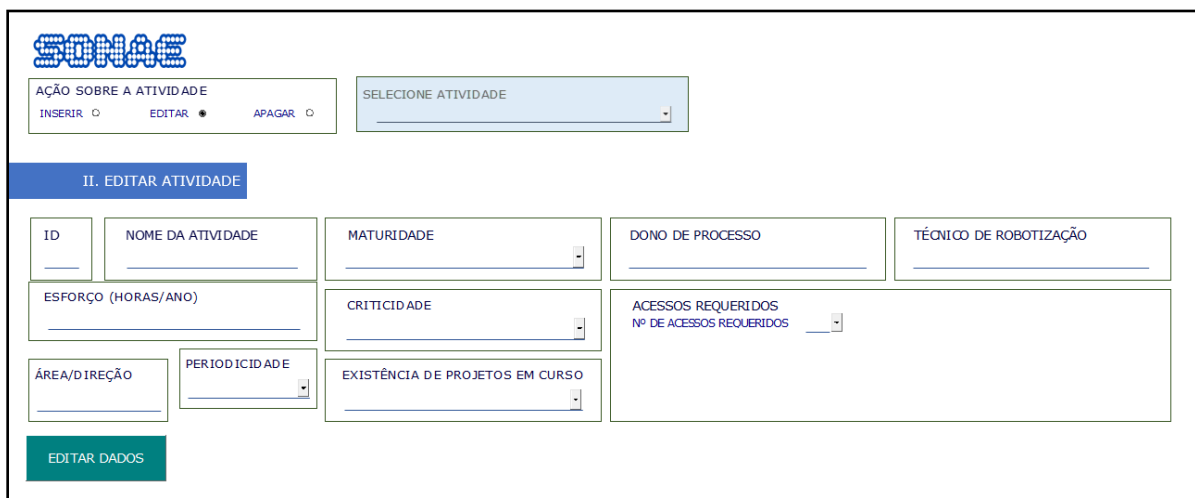 SONAE
AÇÃO SOBRE A ATIVIDADE
INSERIR EDITAR APAGAR
SELECIONE ATIVIDADE
II. EDITAR ATIVIDADE
ID
NOME DA ATIVIDADE
MATURIDADE
DONO DE PROCESSO
TÉCNICO DE ROBOTIZAÇÃO
ESFORÇO (HORAS/ANO)
CRITICIDADE
ACESSOS REQUERIDOS
Nº DE ACESSOS REQUERIDOS
ÁREA/DIREÇÃO
PERIODICIDADE
EXISTÊNCIA DE PROJETOS EM CURSO
EDITAR DADOS